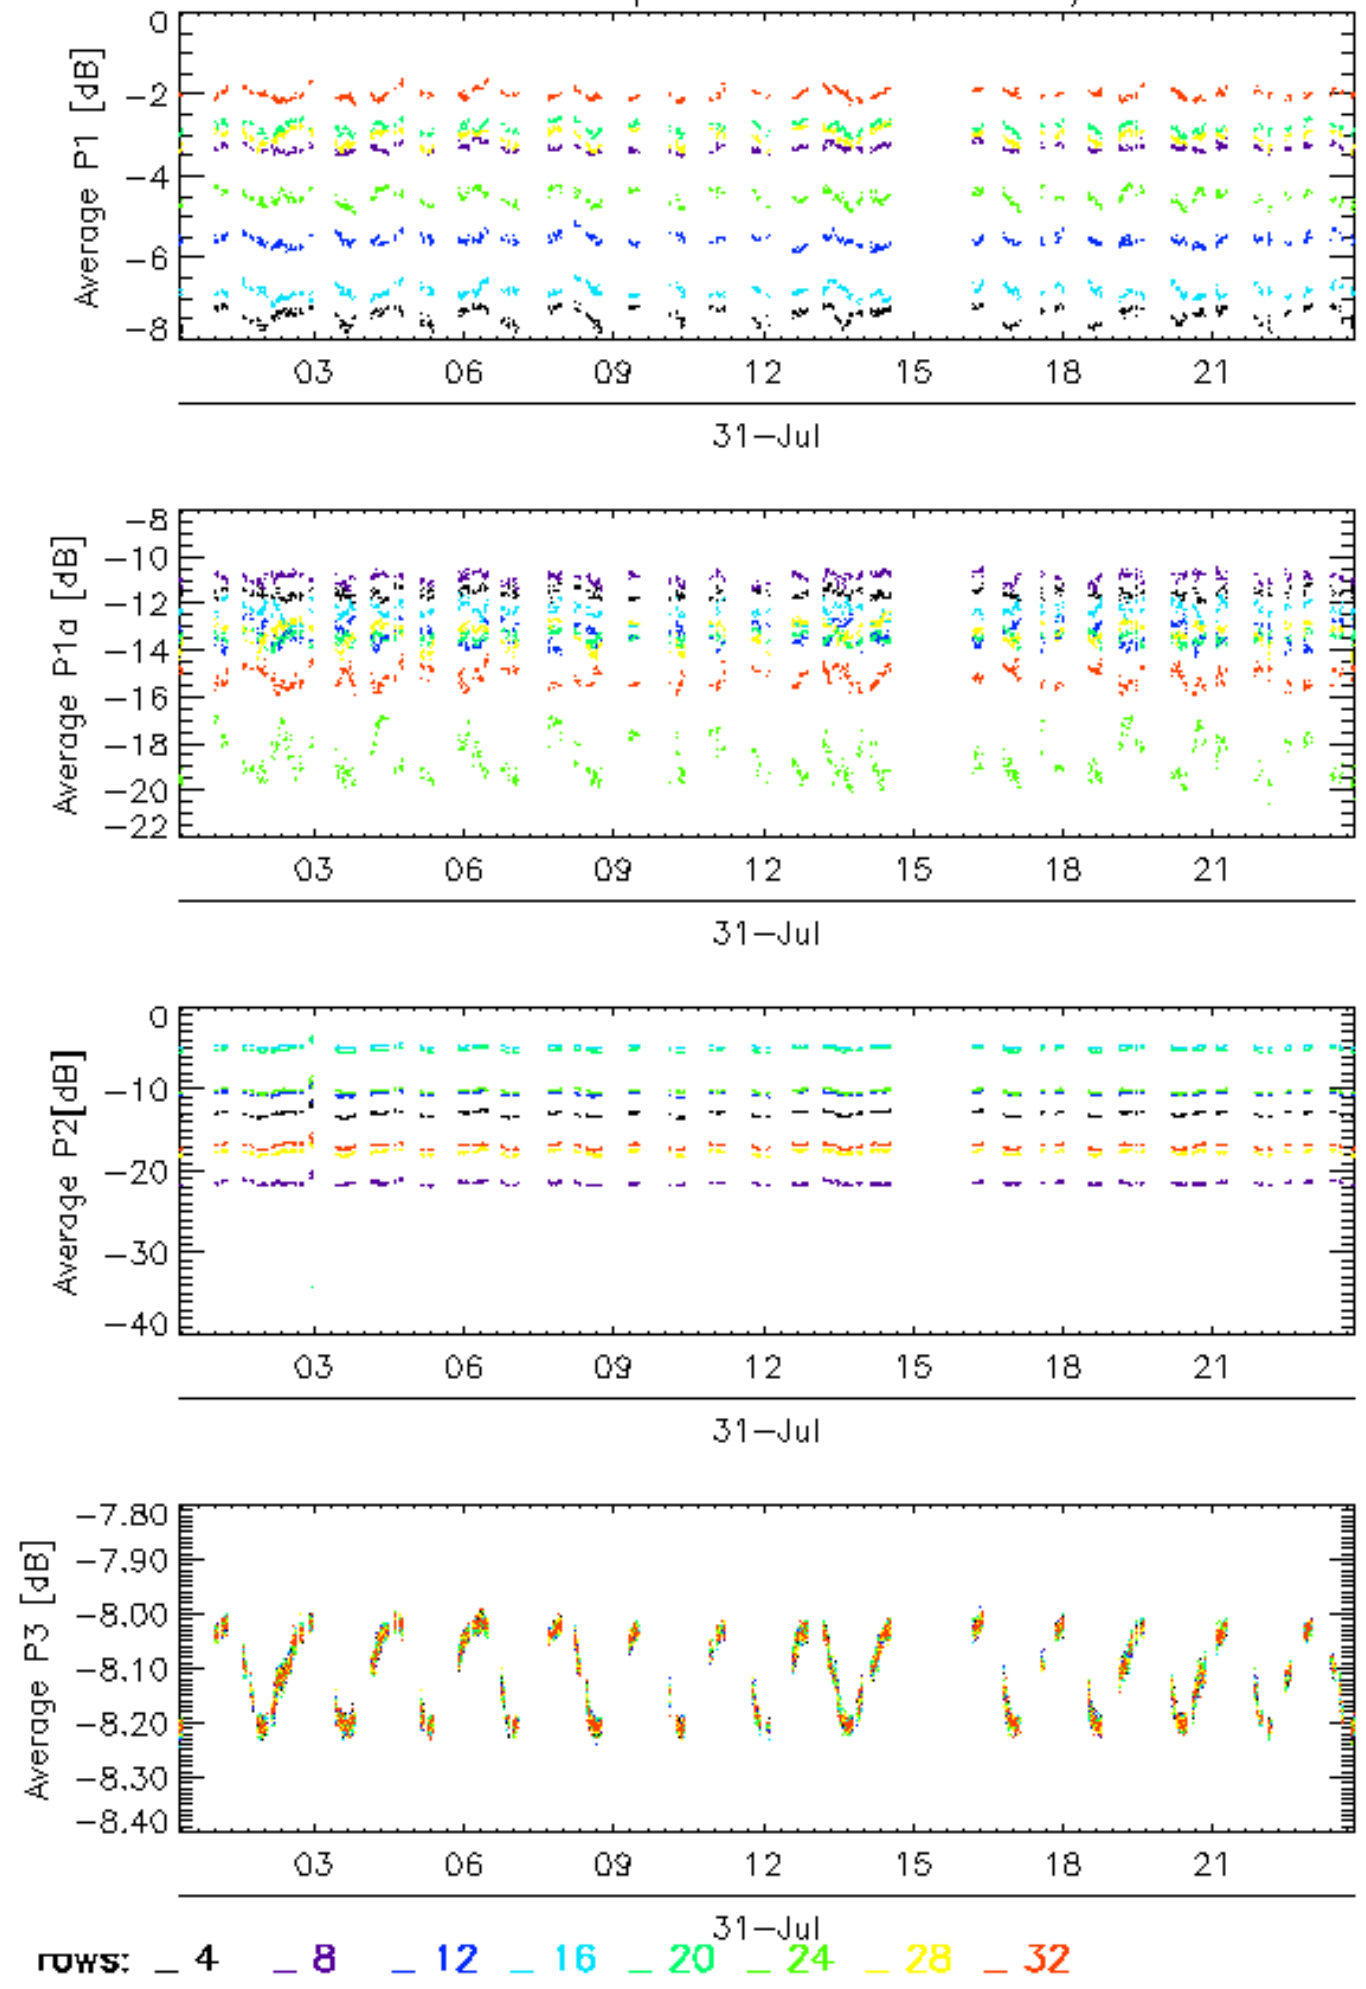 0
−2
−4
−6
−8
Average P1 [dB]
03 06 09 12 15 18 21
31−Jul
−8
−10
−12
−14
−16
−18
−20
−22
Average P1a [dB]
03 06 09 12 15 18 21
31−Jul
0
−10
−20
−30
−40
Average P2[dB]
03 06 09 12 15 18 21
31−Jul
−7.80
−7.90
−8.00
−8.10
−8.20
−8.30
−8.40
Average P3 [dB]
03 06 09 12 15 18 21
31−Jul
rows: _ 4 _ 8 _ 12 _ 16 _ 20 _ 24 _ 28 _ 32